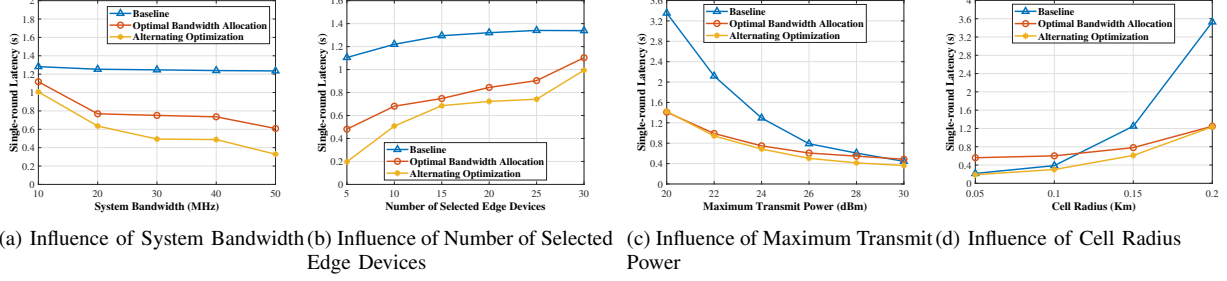 2
1.8
1.6
1.4
1.2
1
0.8
0.6
0.4
0.2
0
10 20 30 40 50
System Bandwidth (MHz)
Single-round Latency (s)
Baseline
Optimal Bandwidth Allocation
Alternating Optimization
1.6
1.4
1.2
1
0.8
0.6
0.4
0.2
0
5 10 15 20 25 30
Number of Selected Edge Devices
Single-round Latency (s)
Baseline
Optimal Bandwidth Allocation
Alternating Optimization
3.6
3.2
2.8
2.4
2
1.6
1.2
0.8
0.4
0
20 22 24 26 28 30
Maximum Transmit Power (dBm)
Single-round Latency (s)
Baseline
Optimal Bandwidth Allocation
Alternating Optimization
4
3.6
3.2
2.8
2.4
2
1.6
1.2
0.8
0.4
0
0.05 0.1 0.15 0.2
Cell Radius (Km)
Single-round Latency (s)
Baseline
Optimal Bandwidth Allocation
Alternating Optimization
(a) Influence of System Bandwidth
(b) Influence of Number of Selected
Edge Devices
(c) Influence of Maximum Transmit
Power
(d) Influence of Cell Radius